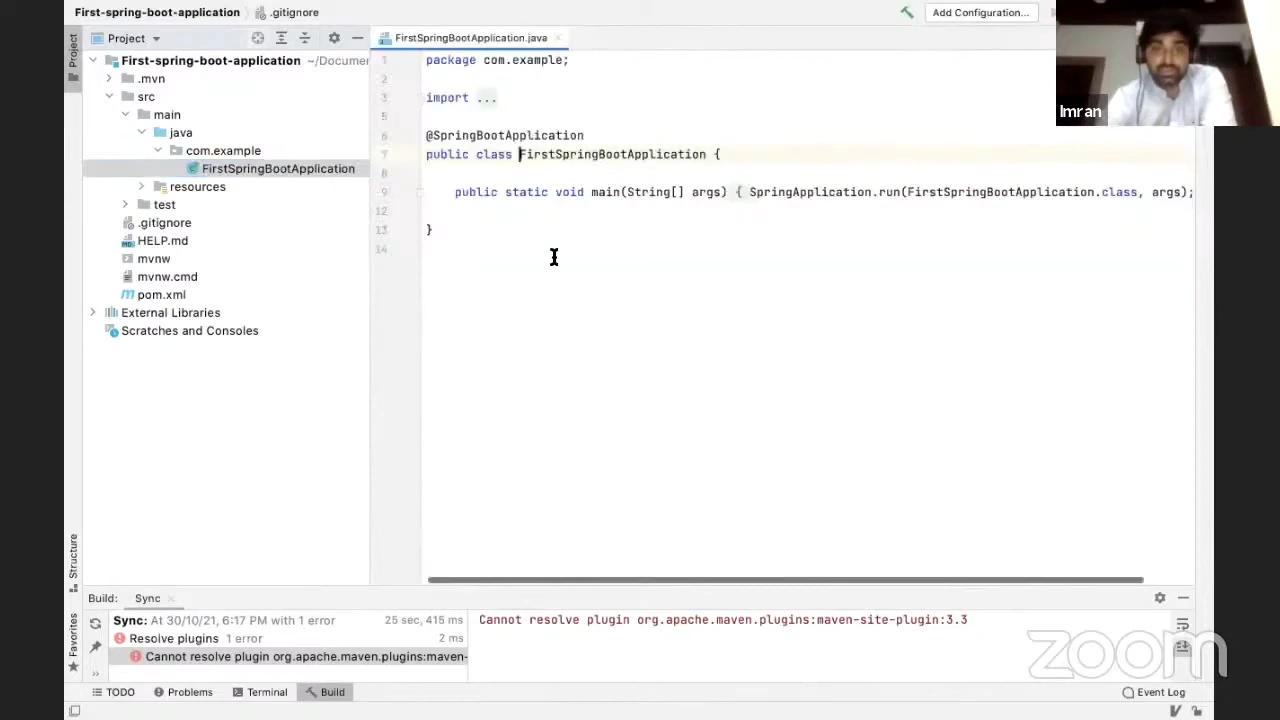 First-spring-boot-application
.gitignore
Add Configuration...
Imran
Project
Project
FirstSpringBootApplication.java
First-spring-boot-application ~/Documen
.mvn
src
main
java
com.example
FirstSpringBootApplication
resources
test
.gitignore
HELP.md
mvnw
mvnw.cmd
pom.xml
External Libraries
Scratches and Consoles
1 package com.example;
2
3 import ...
5
6 @SpringBootApplication
7 public class FirstSpringBootApplication {
8
9 public static void main(String[] args) { SpringApplication.run(FirstSpringBootApplication.class, args);
12
13 }
14
Structure
Favorites
Build: Sync
Sync: At 30/10/21, 6:17 PM with 1 error 25 sec, 415 ms
Resolve plugins 1 error 2 ms
Cannot resolve plugin org.apache.maven.plugins:maven-
Cannot resolve plugin org.apache.maven.plugins:maven-site-plugin:3.3
zoom
TODO
Problems
Terminal
Build
Event Log